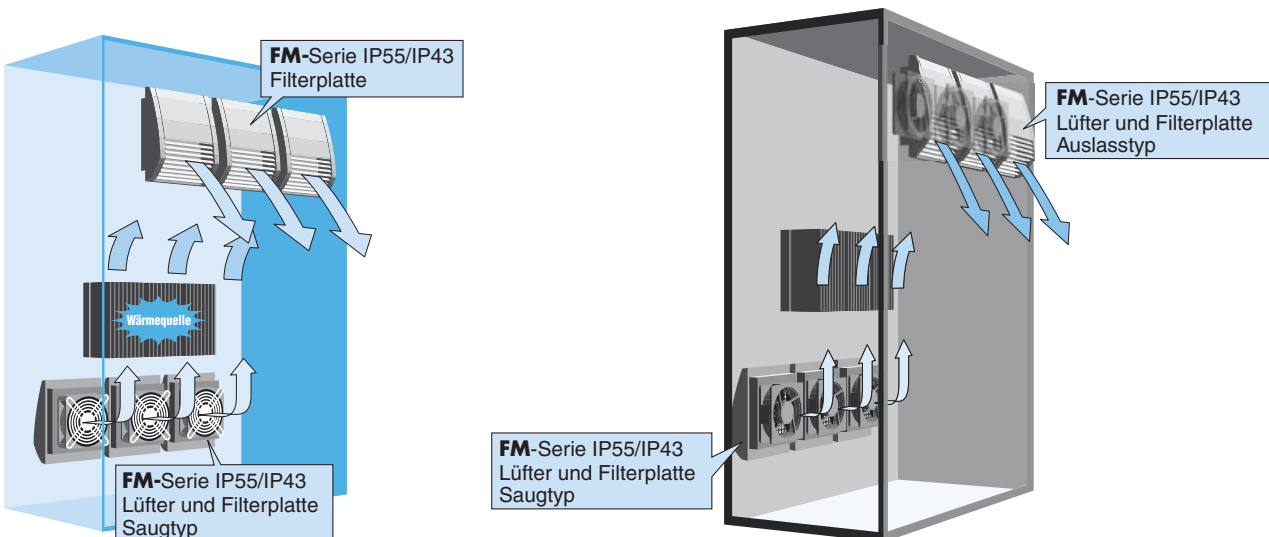 FM-Serie IP55/IP43
Filterplatte
Wärmequelle
FM-Serie IP55/IP43
Lüfter und Filterplatte
Saugtyp
FM-Serie IP55/IP43
Lüfter und Filterplatte
Auslasstyp
FM-Serie IP55/IP43
Lüfter und Filterplatte
Saugtyp